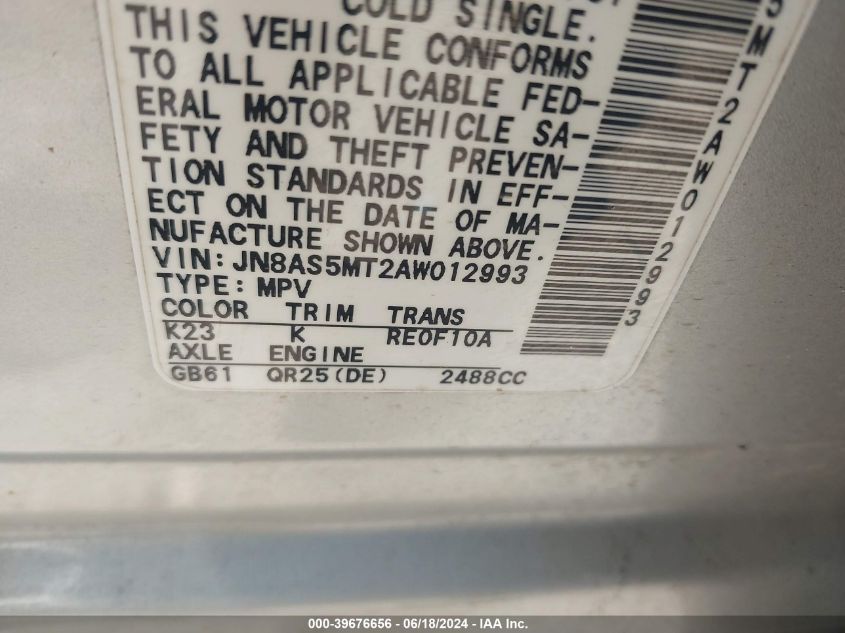 COLD SINGLE.
THIS VEHICLE CONFORMS
TO ALL APPLICABLE FED-
ERAL MOTOR VEHICLE SA-
FETY AND THEFT PREVEN-
TION STANDARDS IN EFF-
ECT ON THE DATE OF MA-
NUFACTURE SHOWN ABOVE.
VIN: JN8AS5MT2AW012993
TYPE: MPV
COLOR TRIM TRANS
K23 K RE0F10A
AXLE ENGINE
GB61 QR25(DE) 2488CC
5MT2AW012993
000-39676656 - 06/18/2024 - IAA Inc.